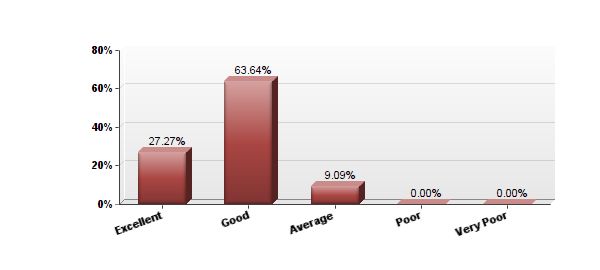 80%
63.64%
60%
40%
27.27%
20%
9.09%
0.00%
0.00%
0%
Excellent
Good
Average
Poor
Very Poor